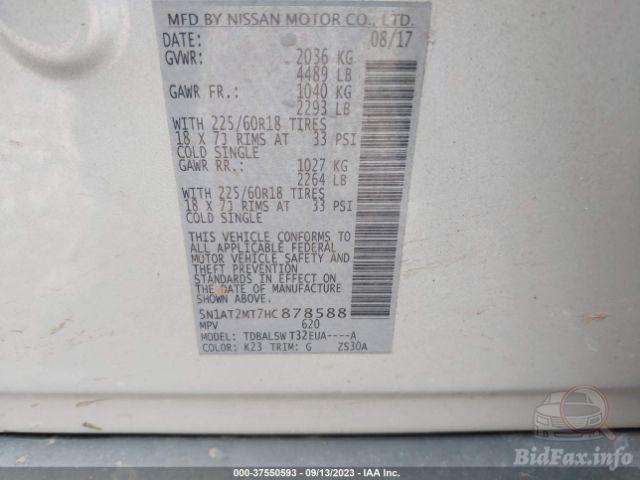 MFD BY NISSAN MOTOR CO., LTD.
DATE: 08/17
GVWR: 2036 KG
4489 LB
GAWR FR.: 1040 KG
2293 LB
WITH 225/60R18 TIRES
18 X 7J RIMS AT 33 PSI
COLD SINGLE
GAWR RR.: 1027 KG
2264 LB
WITH 225/60R18 TIRES
18 X 7J RIMS AT 33 PSI
COLD SINGLE
THIS VEHICLE CONFORMS TO
ALL APPLICABLE FEDERAL
MOTOR VEHICLE SAFETY AND
THEFT PREVENTION
STANDARDS IN EFFECT ON
THE DATE OF MANUFACTURE
SHOWN ABOVE.
5N1AT2MT7HC878588
MPV 620
MODEL: TDBALSW T32EUA----A
COLOR: K23 TRIM: G ZS30A
BidFax.info
000-37550593 - 09/13/2023 - IAA Inc.